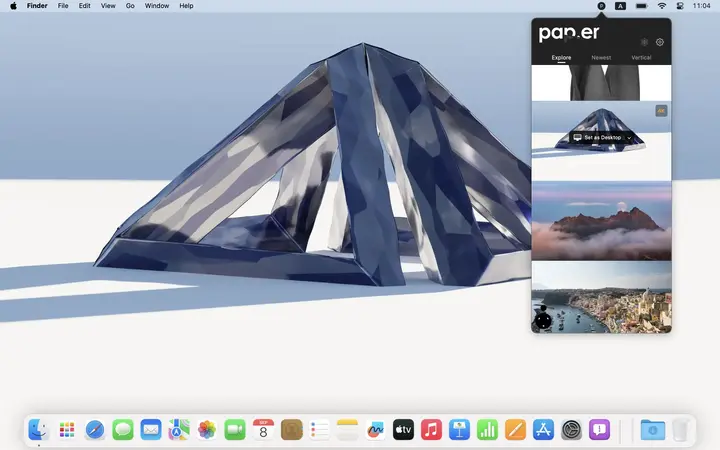 Finder File Edit View Go Window Help
A
11:04
pap.er
Explore Newest Vertical
Set as Desktop
SEP
8
tv